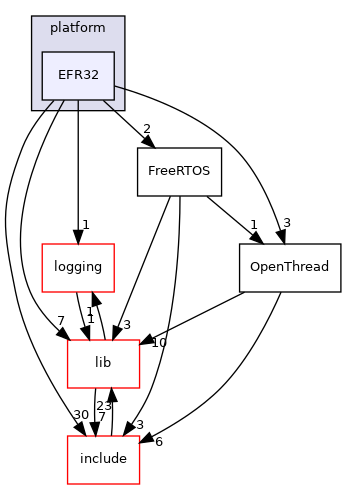 platform
EFR32
2
FreeRTOS
1
1
3
logging
OpenThread
7
1
1
3
10
lib
30
23
7
3
6
include